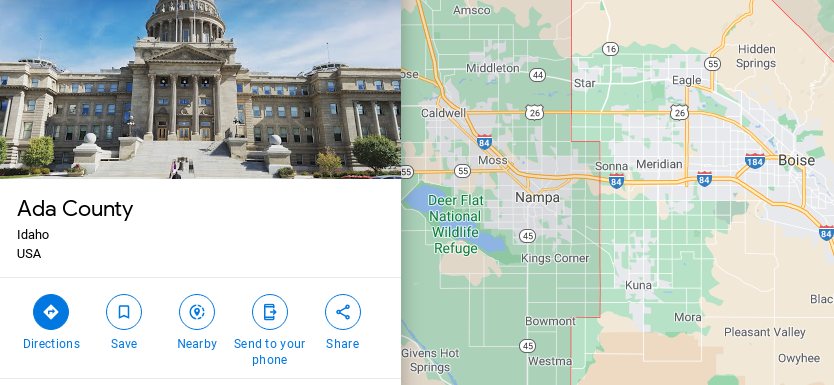 Ada County
Idaho
USA
Directions
Save
Nearby
Send to your
phone
Share
Amsco
16
Hidden
Springs
55
Middleton
44
Star
Eagle
Caldwell
26
26
84
Moss
55
55
Sonna
Meridian
184
Boise
84
84
Nampa
Deer Flat
National
Wildlife
Refuge
45
84
Kings Corner
Kuna
Bowmont
Mora
Pleasant Valley
45
Givens Hot
Springs
Westma
Owyhee